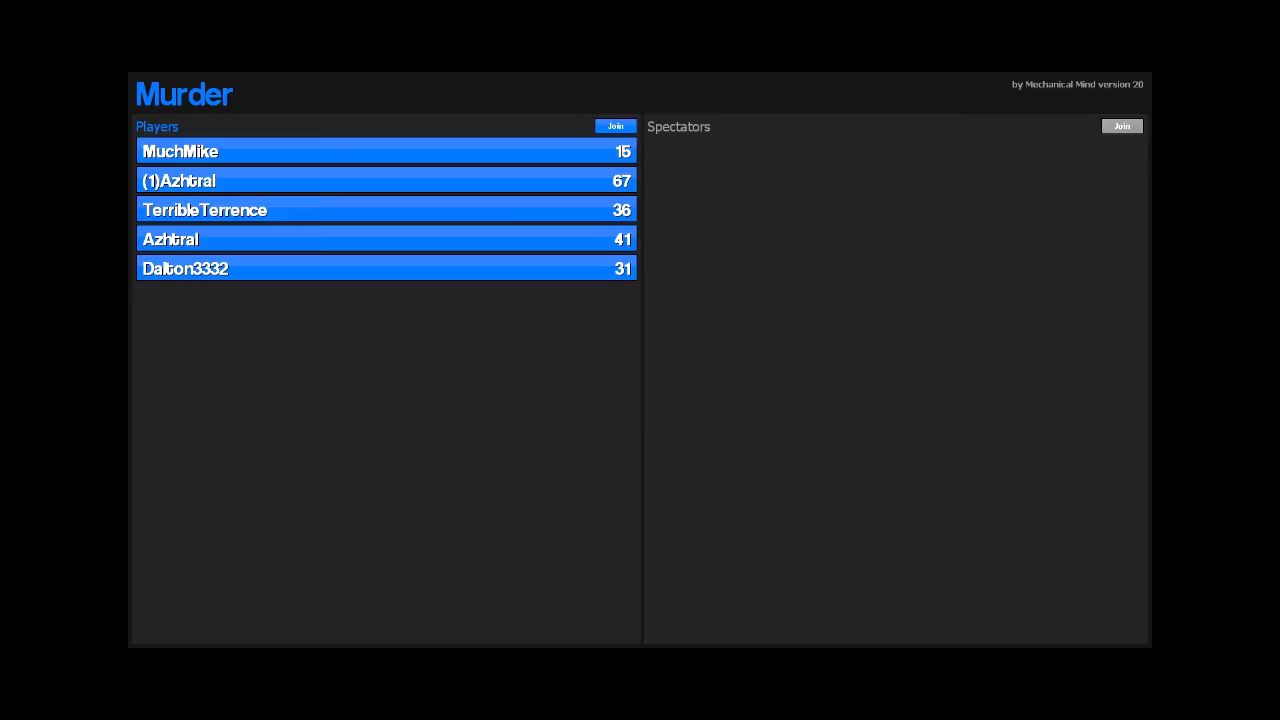 Murder
by Mechanical Mind version 20
Players
Join
Spectators
Join
MuchMike 15
(1)Azhtral 67
TerribleTerrence 36
Azhtral 41
Dalton3332 31